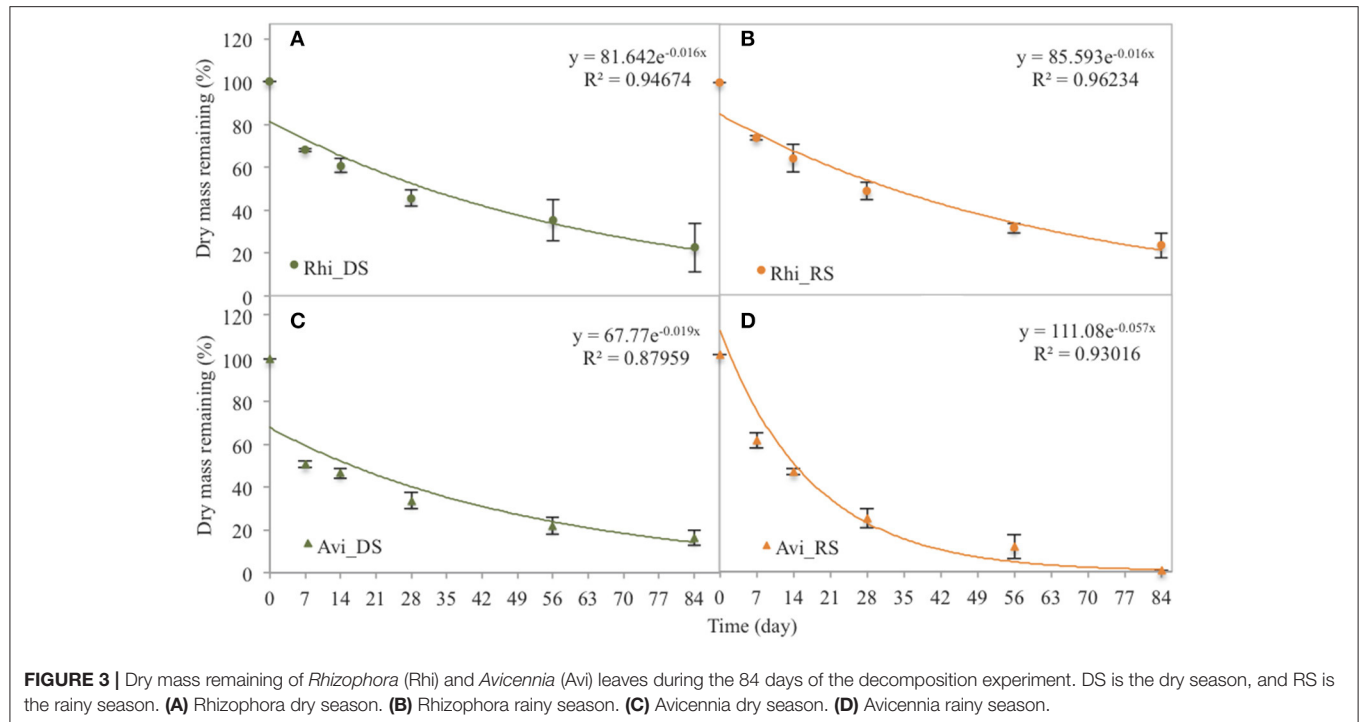 A
y = 81.642e^-0.016x
R² = 0.94674
Rhi_DS
B
y = 85.593e^-0.016x
R² = 0.96234
Rhi_RS
Dry mass remaining (%)
120
100
80
60
40
20
0
C
y = 67.77e^-0.019x
R² = 0.87959
Avi_DS
D
y = 111.08e^-0.057x
R² = 0.93016
Avi_RS
Dry mass remaining (%)
120
100
80
60
40
20
0
0 7 14 21 28 35 42 49 56 63 70 77 84
0 7 14 21 28 35 42 49 56 63 70 77 84
Time (day)
FIGURE 3 | Dry mass remaining of Rhizophora (Rhi) and Avicennia (Avi) leaves during the 84 days of the decomposition experiment. DS is the dry season, and RS is
the rainy season. (A) Rhizophora dry season. (B) Rhizophora rainy season. (C) Avicennia dry season. (D) Avicennia rainy season.